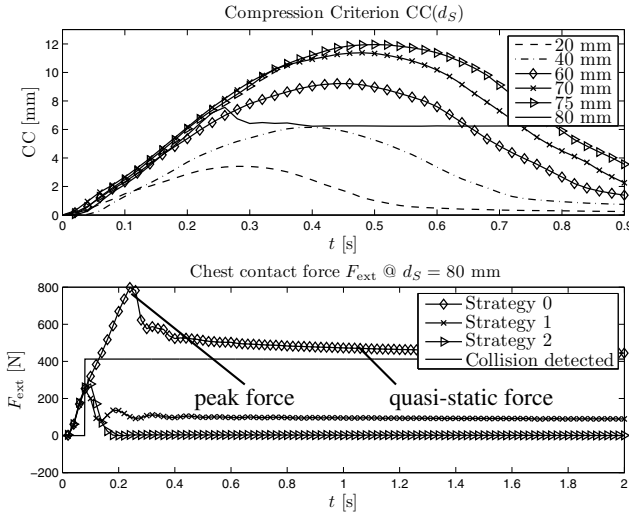 Compression Criterion CC(d_S)
CC [mm]
12
10
8
6
4
2
0
0 0.1 0.2 0.3 0.4 0.5 0.6 0.7 0.8 0.9
t [s]
20 mm
40 mm
60 mm
70 mm
75 mm
80 mm
Chest contact force F_ext @ d_S = 80 mm
F_ext [N]
800
600
400
200
0
−200
0 0.2 0.4 0.6 0.8 1 1.2 1.4 1.6 1.8 2
t [s]
Strategy 0
Strategy 1
Strategy 2
Collision detected
peak force
quasi-static force